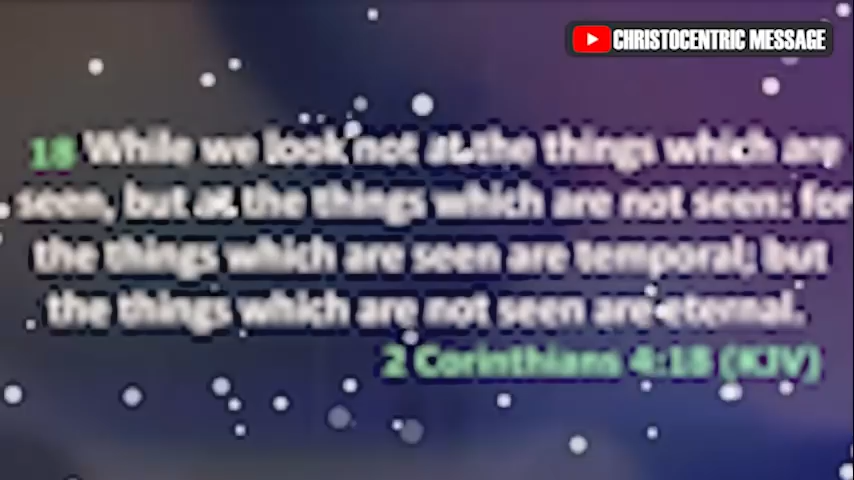 CHRISTOCENTRIC MESSAGE
18 While we look not at the things which are
seen, but at the things which are not seen: for
the things which are seen are temporal; but
the things which are not seen are eternal.
2 Corinthians 4:18 (KJV)